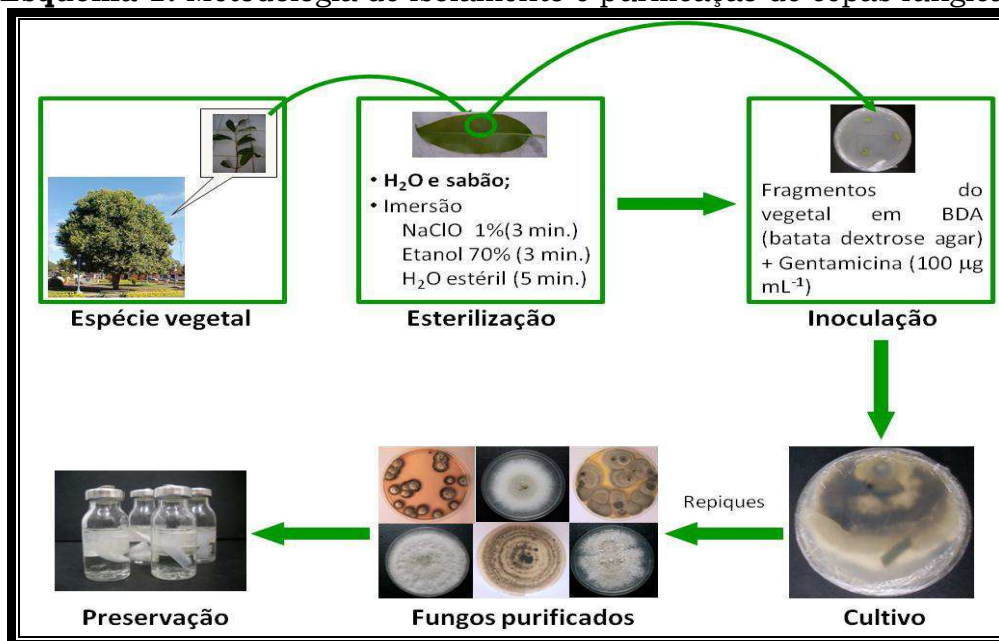 Esquema 1. Metodologia de isolamento e purificação de cepas fúngicas
• H₂O e sabão;
• Imersão
NaClO 1%(3 min.)
Etanol 70% (3 min.)
H₂O estéril (5 min.)
Fragmentos do
vegetal em BDA
(batata dextrose agar)
+ Gentamicina (100 µg
mL⁻¹)
Espécie vegetal
Esterilização
Inoculação
Repiques
Preservação
Fungos purificados
Cultivo